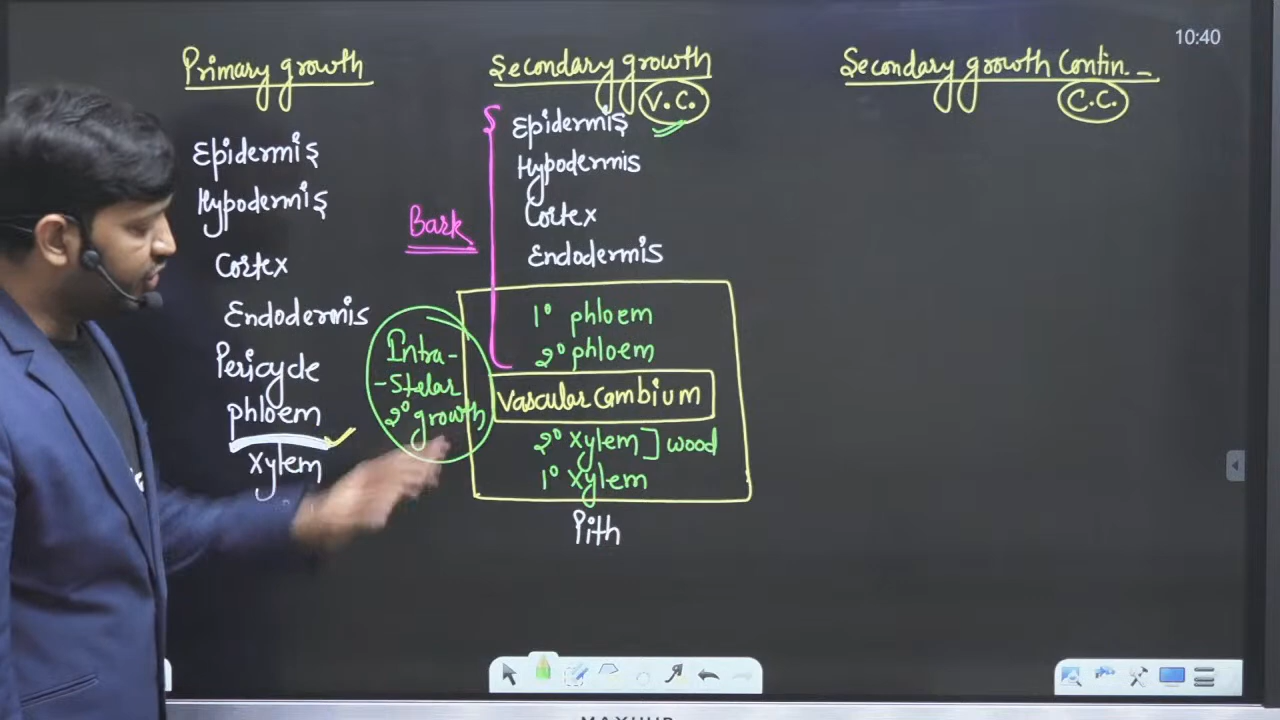 10:40
Primary growth
Epidermis
Hypodermis
Cortex
Endodermis
Pericycle
phloem
Xylem
Secondary growth
V.C.
Epidermis
Hypodermis
Cortex
Endodermis
Bark
1° phloem
2° phloem
Vascular Cambium
2° Xylem ] wood
1° Xylem
Pith
Intra-
-Stelar
2° growth
Secondary growth Contin. _
C.C.